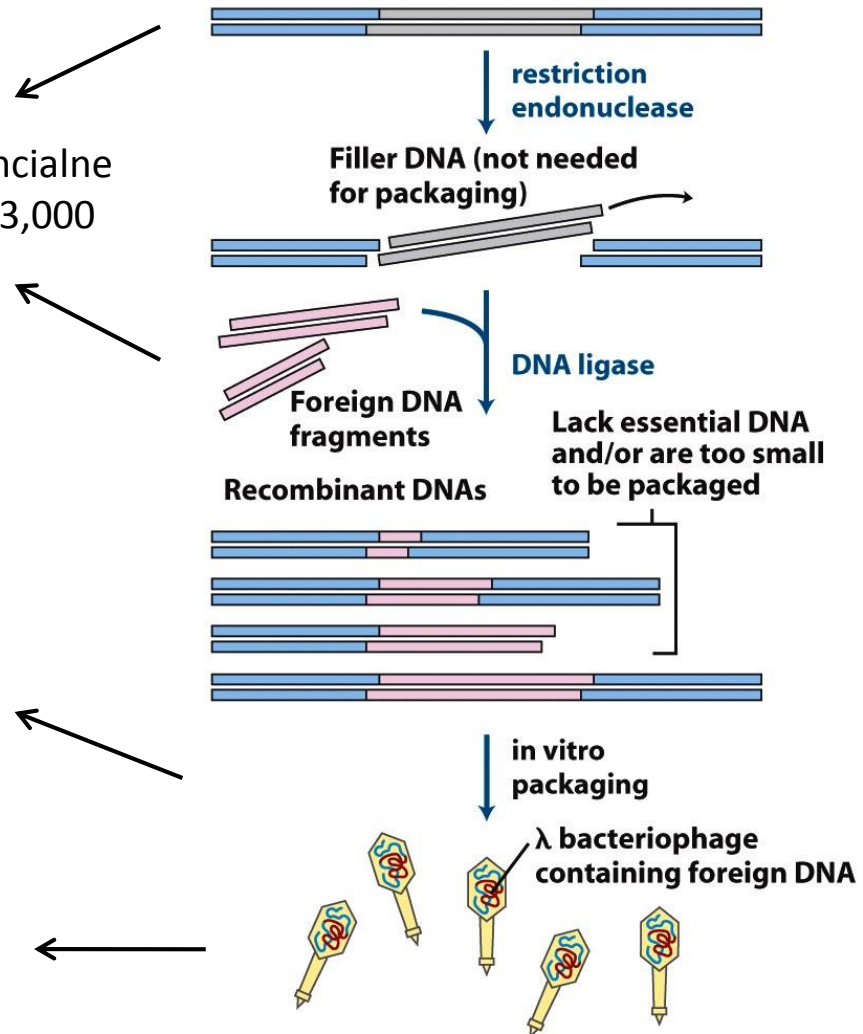 restriction
endonuclease
Filler DNA (not needed
for packaging)
3,000
DNA ligase
Foreign DNA
fragments
Lack essential DNA
and/or are too small
to be packaged
Recombinant DNAs
in vitro
packaging
λ bacteriophage
containing foreign DNA